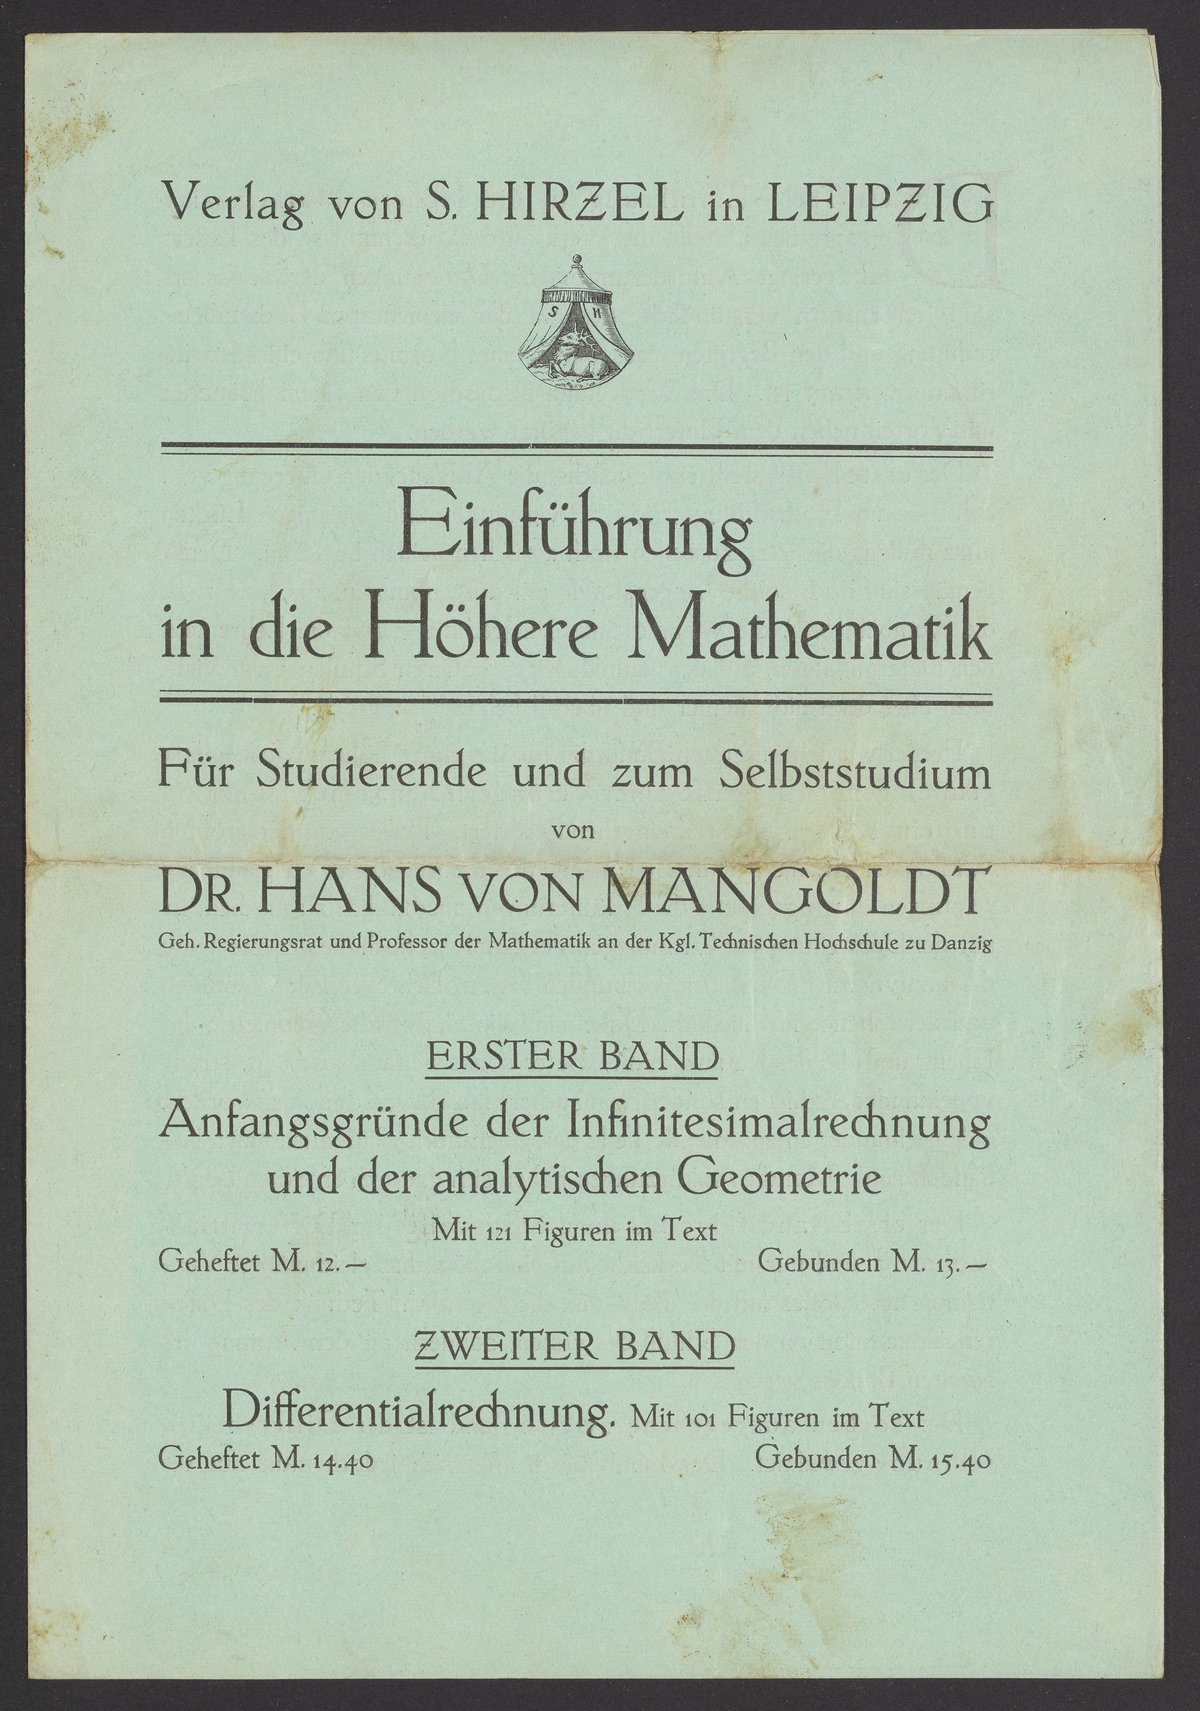 Verlag von S. HIRZEL in LEIPZIG
S H
Einführung
in die Höhere Mathematik
Für Studierende und zum Selbststudium
von
DR. HANS VON MANGOLDT
Geh. Regierungsrat und Professor der Mathematik an der Kgl. Technischen Hochschule zu Danzig
ERSTER BAND
Anfangsgründe der Infinitesimalrechnung
und der analytischen Geometrie
Mit 121 Figuren im Text
Geheftet M. 12.— Gebunden M. 13.—
ZWEITER BAND
Differentialrechnung. Mit 101 Figuren im Text
Geheftet M. 14.40 Gebunden M. 15.40